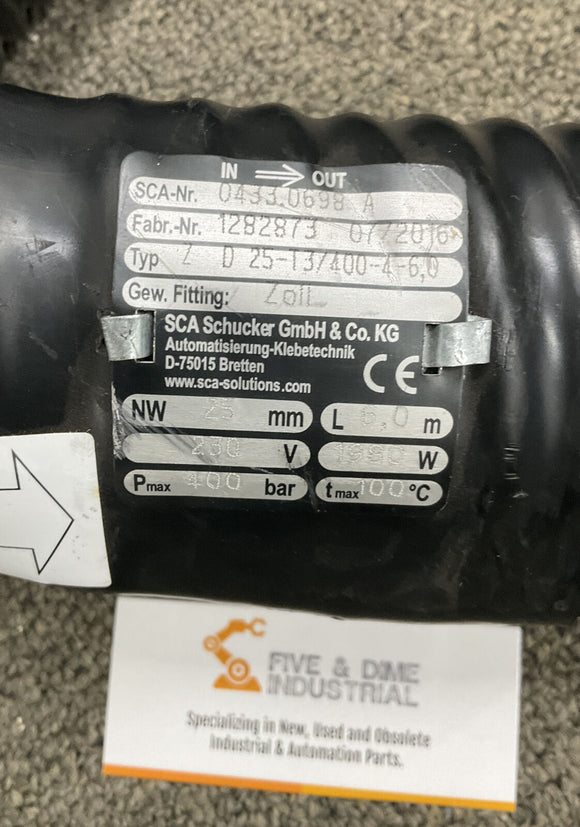 IN OUT
SCA-Nr. 0433.0698 A
Fabr.-Nr. 1282873 07/2016
Typ Z D 25-T3/400-4-6,0
Gew. Fitting: Zoll
SCA Schucker GmbH & Co. KG
Automatisierung-Klebetechnik
D-75015 Bretten
www.sca-solutions.com
CE
NW 25 mm L 6,0 m
230 V W
Pmax 400 bar tmax 100 °C
FIVE & DIME
INDUSTRIAL
Specializing in New, Used and Obsolete
Industrial & Automation Parts.